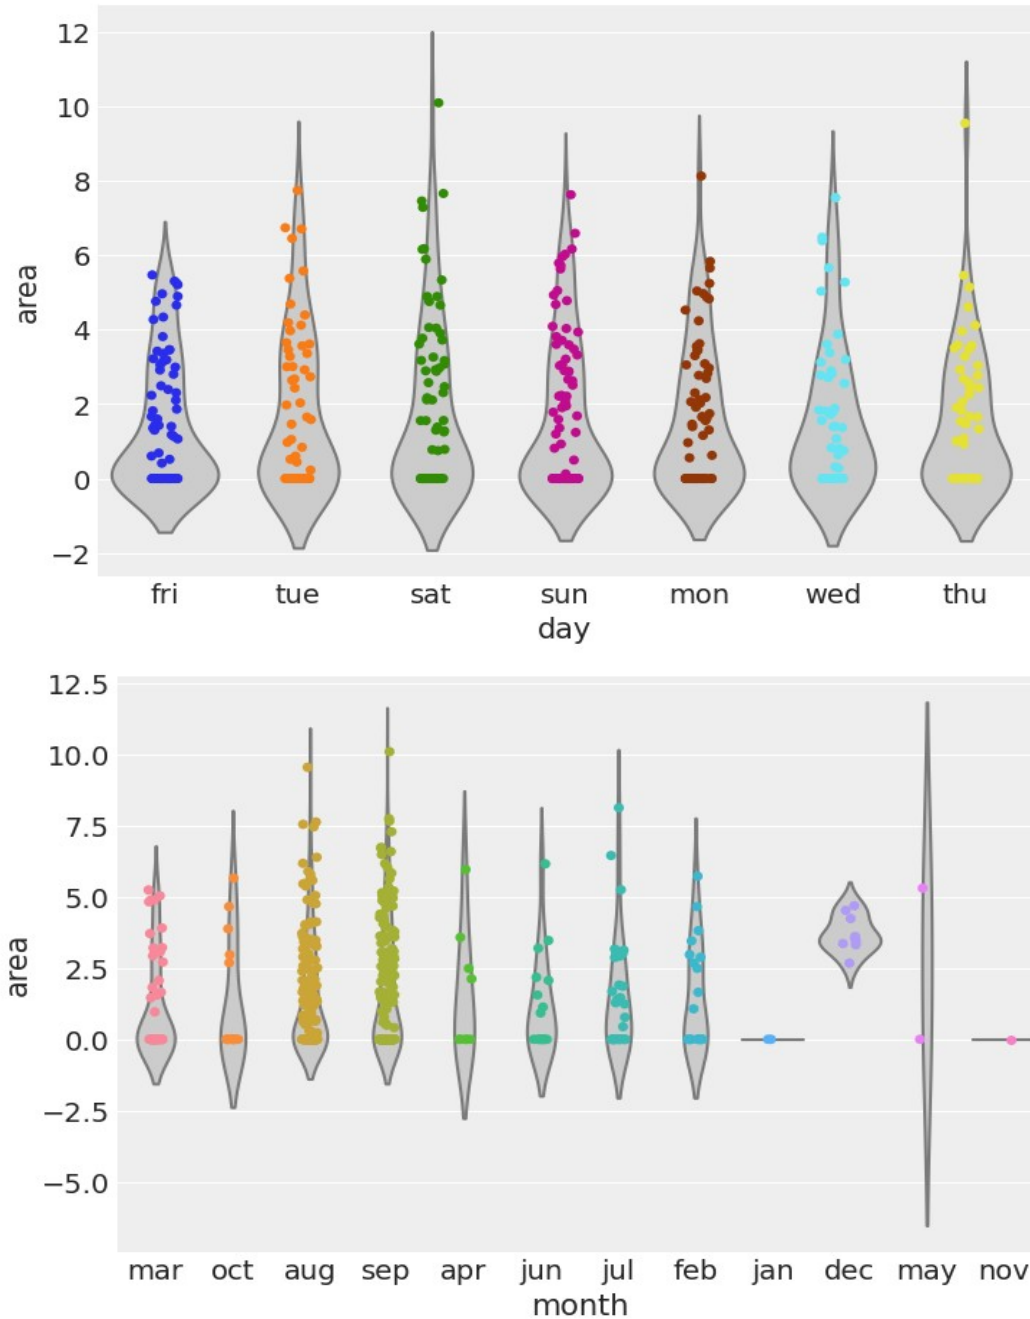 12
10
8
6
4
2
0
−2
area
fri tue sat sun mon wed thu
day
12.5
10.0
7.5
5.0
2.5
0.0
−2.5
−5.0
area
mar oct aug sep apr jun jul feb jan dec may nov
month